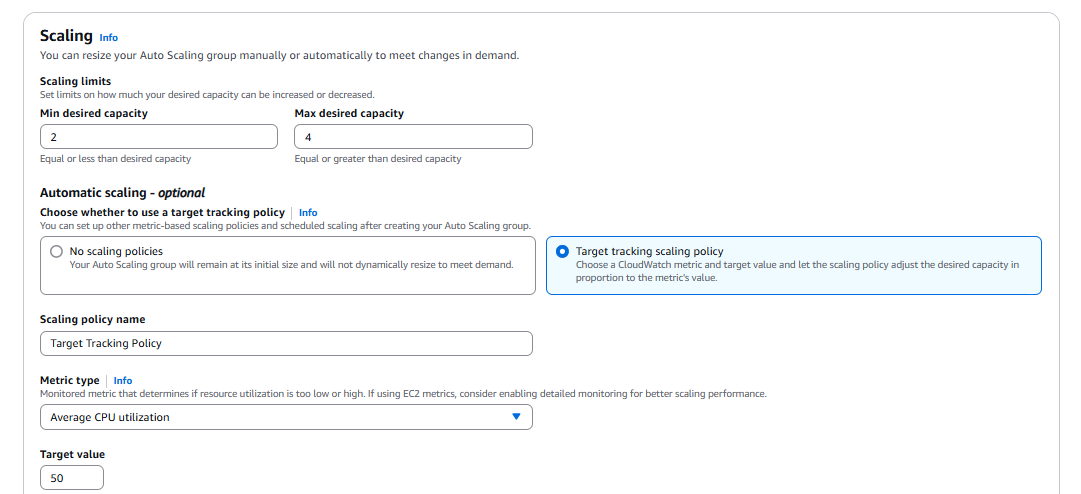 Scaling Info
You can resize your Auto Scaling group manually or automatically to meet changes in demand.
Scaling limits
Set limits on how much your desired capacity can be increased or decreased.
Min desired capacity
Max desired capacity
2
4
Equal or less than desired capacity
Equal or greater than desired capacity
Automatic scaling - optional
Choose whether to use a target tracking policy Info
You can set up other metric-based scaling policies and scheduled scaling after creating your Auto Scaling group.
No scaling policies
Your Auto Scaling group will remain at its initial size and will not dynamically resize to meet demand.
Target tracking scaling policy
Choose a CloudWatch metric and target value and let the scaling policy adjust the desired capacity in
proportion to the metric's value.
Scaling policy name
Target Tracking Policy
Metric type Info
Monitored metric that determines if resource utilization is too low or high. If using EC2 metrics, consider enabling detailed monitoring for better scaling performance.
Average CPU utilization
Target value
50